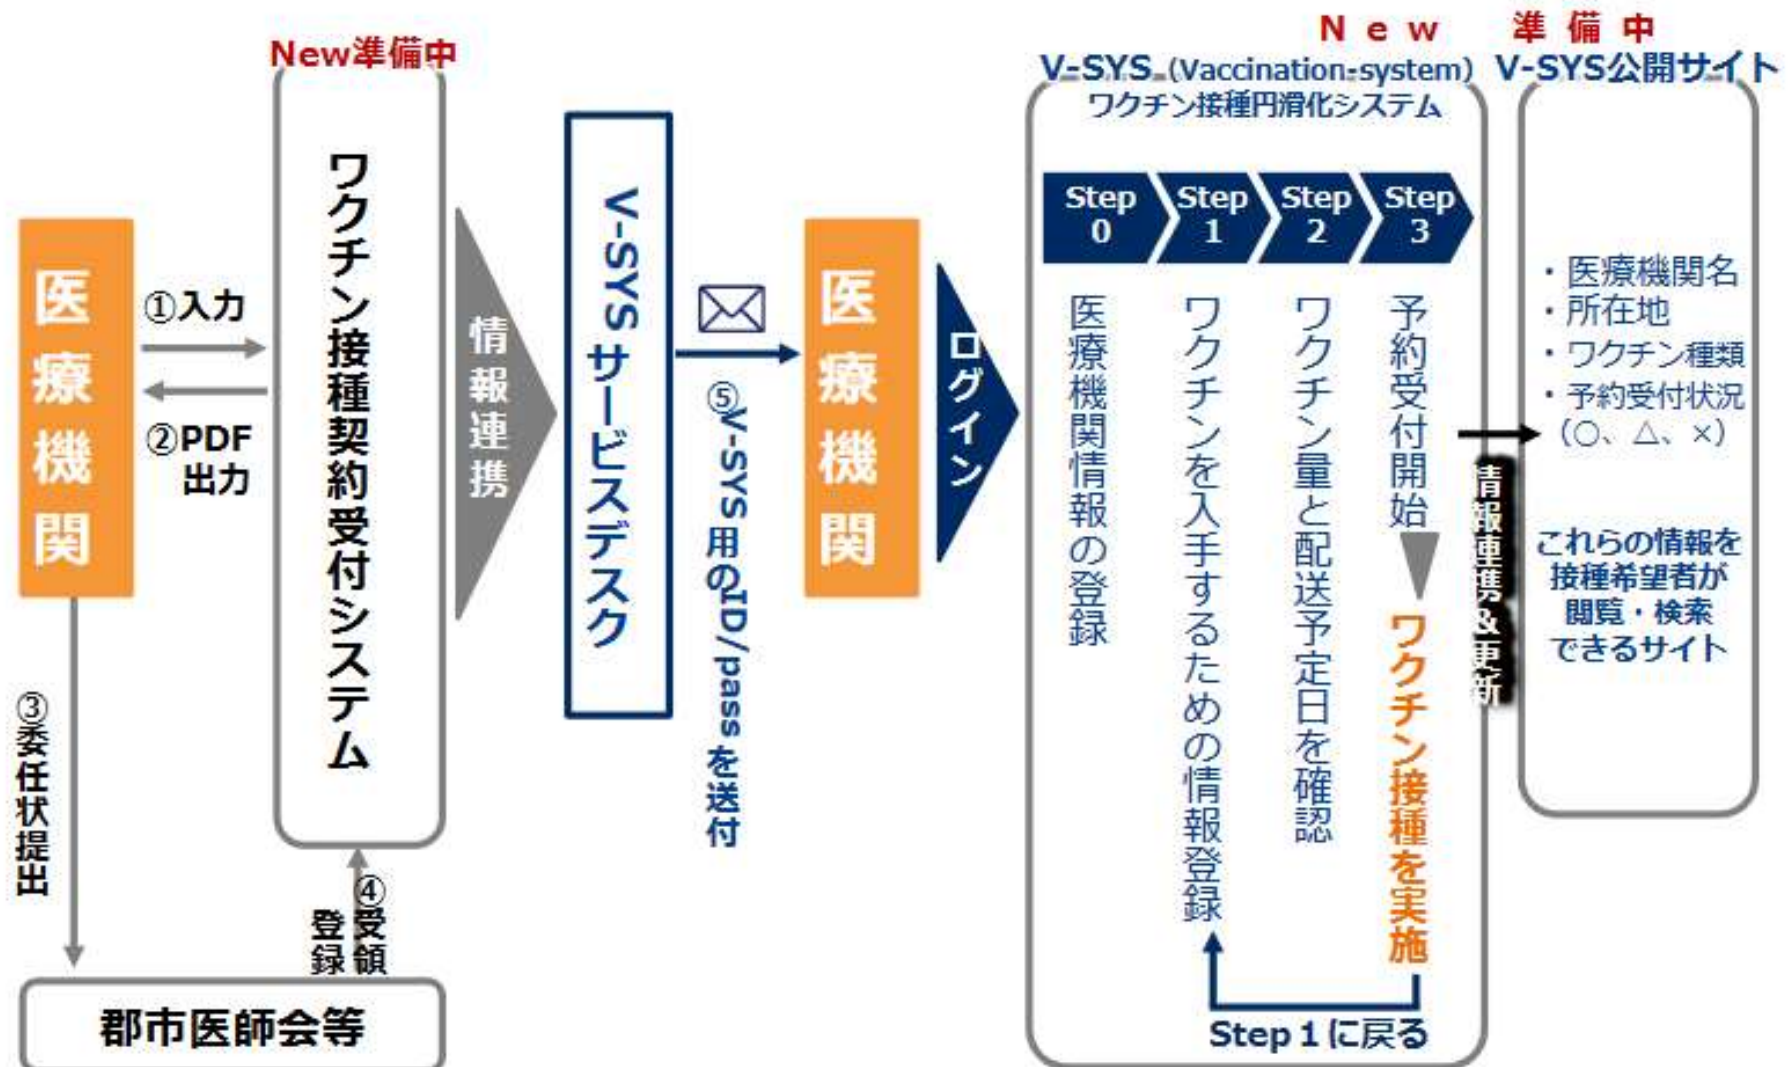 New準備中
ワクチン接種契約受付システム
医療機関
①入力
②PDF
出力
③委任状提出
④受領
登録
郡市医師会等
情報連携
V-SYSサービスデスク
⑤V-SYS用のID/passを送付
医療機関
ログイン
New 準備中
V-SYS (Vaccination-system)
ワクチン接種円滑化システム
Step
0
Step
1
Step
2
Step
3
医療機関情報の登録
ワクチンを入手するための情報登録
ワクチン量と配送予定日を確認
予約受付開始
ワクチン接種を実施
Step 1に戻る
情報連携&更新
V-SYS公開サイト
・医療機関名
・所在地
・ワクチン種類
・予約受付状況
(○、△、×)
これらの情報を
接種希望者が
閲覧・検索
できるサイト